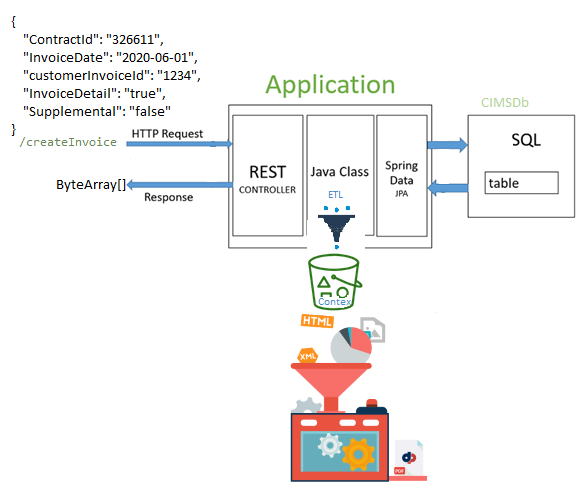 {
"ContractId": "326611",
"InvoiceDate": "2020-06-01",
"customerInvoiceId": "1234",
"InvoiceDetail": "true",
"Supplemental": "false"
}
/createInvoice
HTTP Request
ByteArray[]
Response
Application
REST
CONTROLLER
Java Class
ETL
Spring
Data
JPA
CIMSDb
SQL
table
Contex
HTML
XML
dp
PDF